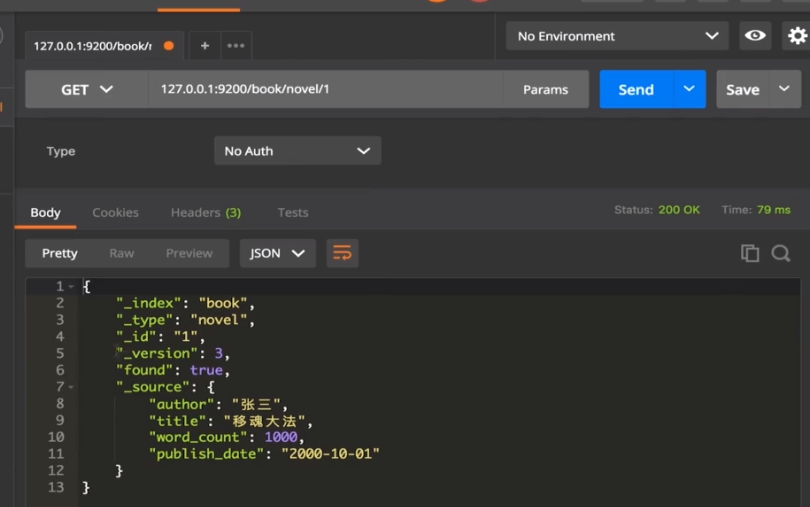 127.0.0.1:9200/book/r
+
•••
No Environment
GET
127.0.0.1:9200/book/novel/1
Params
Send
Save
Type
No Auth
Body
Cookies
Headers (3)
Tests
Status: 200 OK
Time: 79 ms
Pretty
Raw
Preview
JSON
1 {
2 "_index": "book",
3 "_type": "novel",
4 "_id": "1",
5 "_version": 3,
6 "found": true,
7 "_source": {
8 "author": "张三",
9 "title": "移魂大法",
10 "word_count": 1000,
11 "publish_date": "2000-10-01"
12 }
13 }